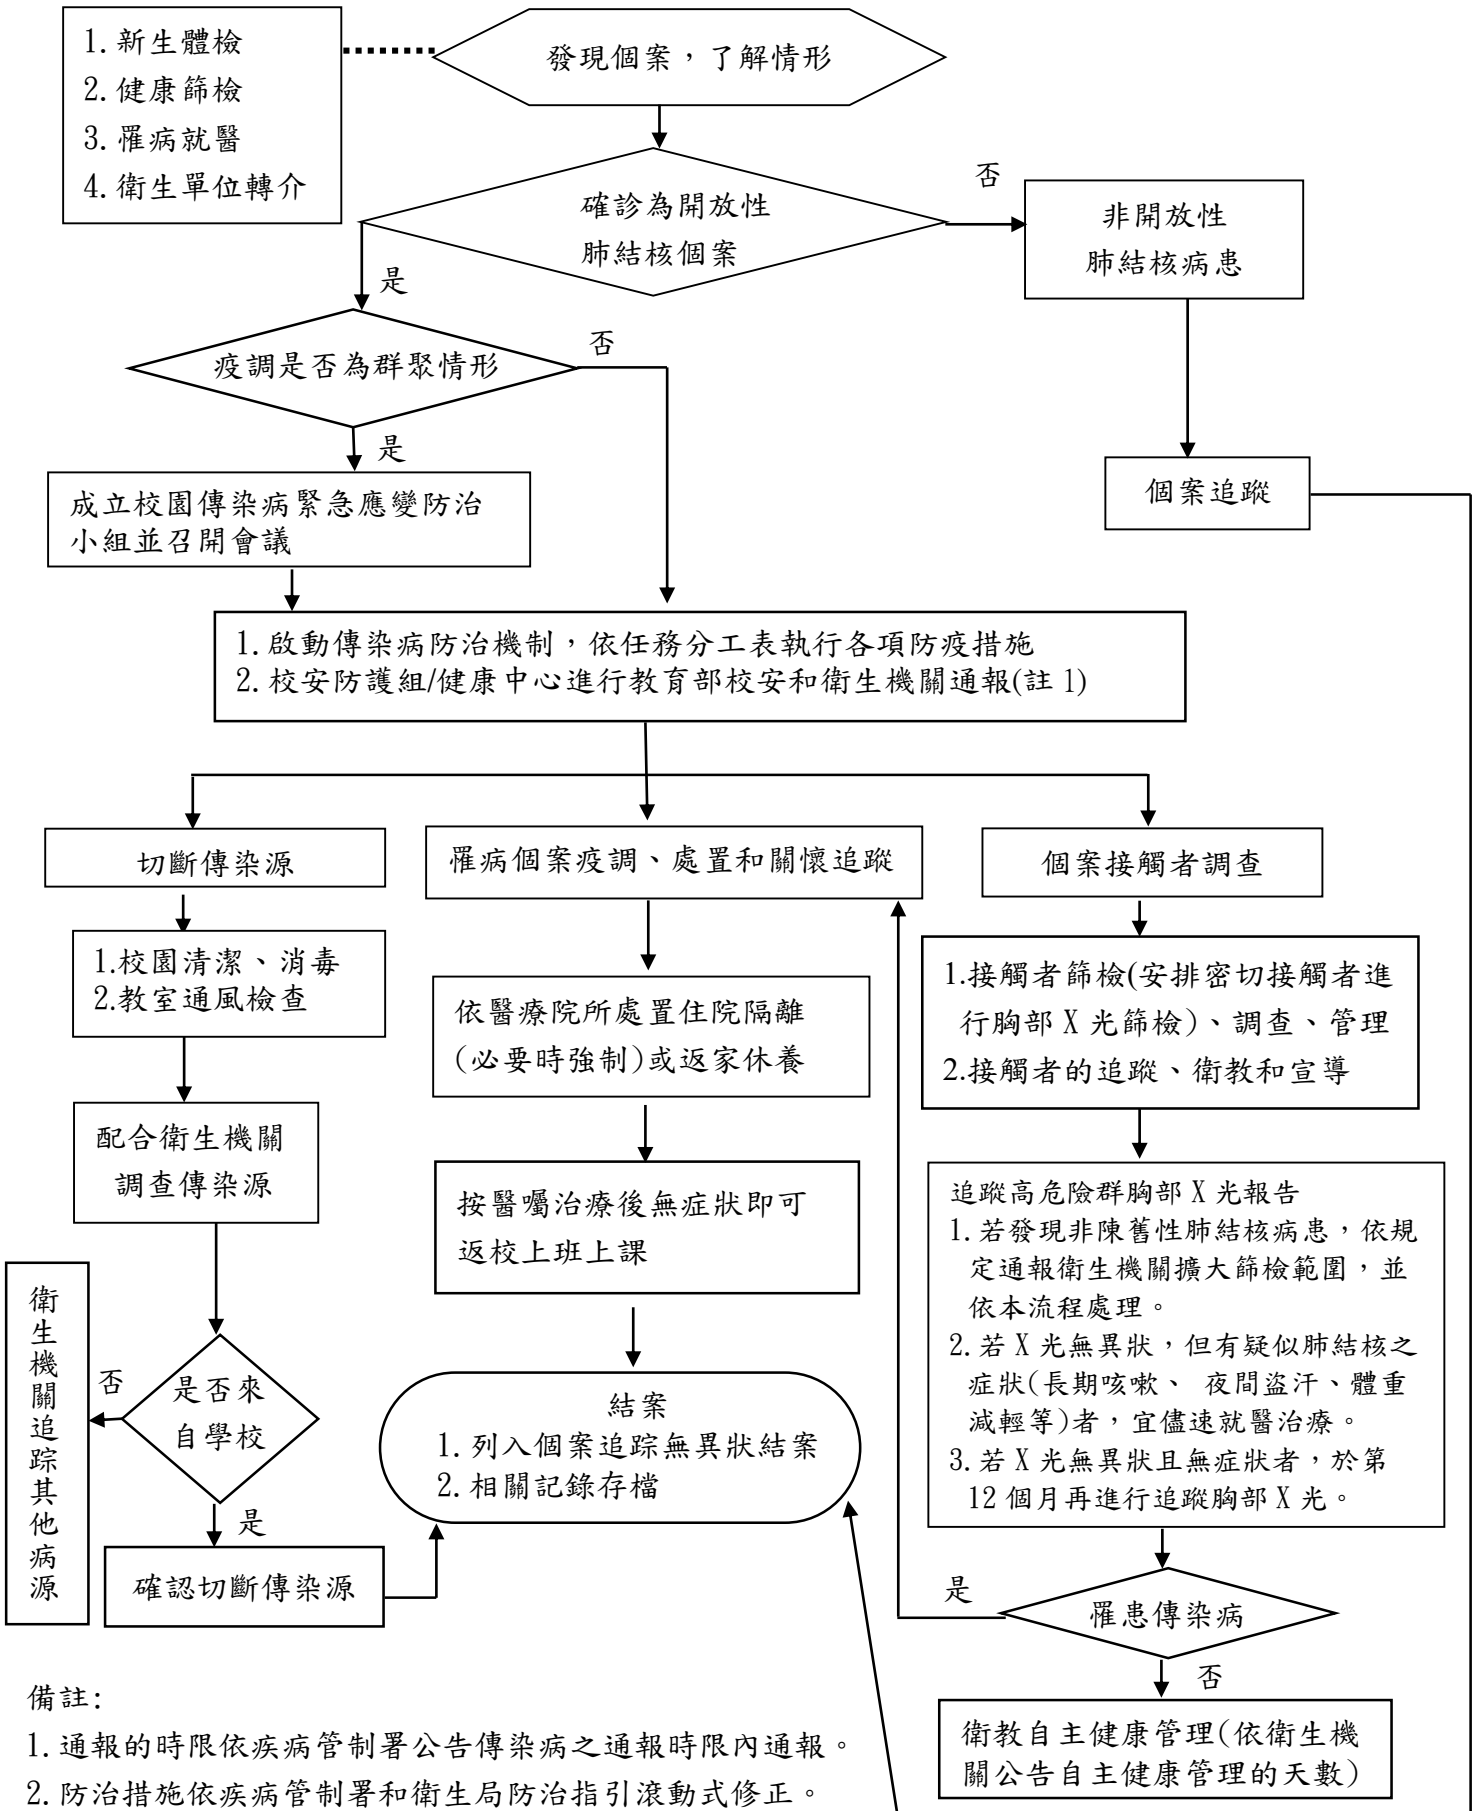 1. 新生體檢
2. 健康篩檢
3. 罹病就醫
4. 衛生單位轉介
發現個案，了解情形
確診為開放性
肺結核個案
否
非開放性
肺結核病患
是
疫調是否為群聚情形
否
是
個案追蹤
成立校園傳染病緊急應變防治
小組並召開會議
1. 啟動傳染病防治機制，依任務分工表執行各項防疫措施
2. 校安防護組/健康中心進行教育部校安和衛生機關通報(註 1)
切斷傳染源
罹病個案疫調、處置和關懷追蹤
個案接觸者調查
1.校園清潔、消毒
2.教室通風檢查
依醫療院所處置住院隔離
(必要時強制)或返家休養
1.接觸者篩檢(安排密切接觸者進
行胸部 X 光篩檢)、調查、管理
2.接觸者的追蹤、衛教和宣導
配合衛生機關
調查傳染源
按醫囑治療後無症狀即可
返校上班上課
追蹤高危險群胸部 X 光報告
1. 若發現非陳舊性肺結核病患，依規
定通報衛生機關擴大篩檢範圍，並
依本流程處理。
2. 若 X 光無異狀，但有疑似肺結核之
症狀(長期咳嗽、 夜間盜汗、體重
減輕等)者，宜儘速就醫治療。
3. 若 X 光無異狀且無症狀者，於第
12 個月再進行追蹤胸部 X 光。
衛生機關追踪其他病源
否
是否來
自學校
是
確認切斷傳染源
結案
1. 列入個案追踪無異狀結案
2. 相關記錄存檔
是
罹患傳染病
否
衛教自主健康管理(依衛生機
關公告自主健康管理的天數)
備註:
1. 通報的時限依疾病管制署公告傳染病之通報時限內通報。
2. 防治措施依疾病管制署和衛生局防治指引滾動式修正。